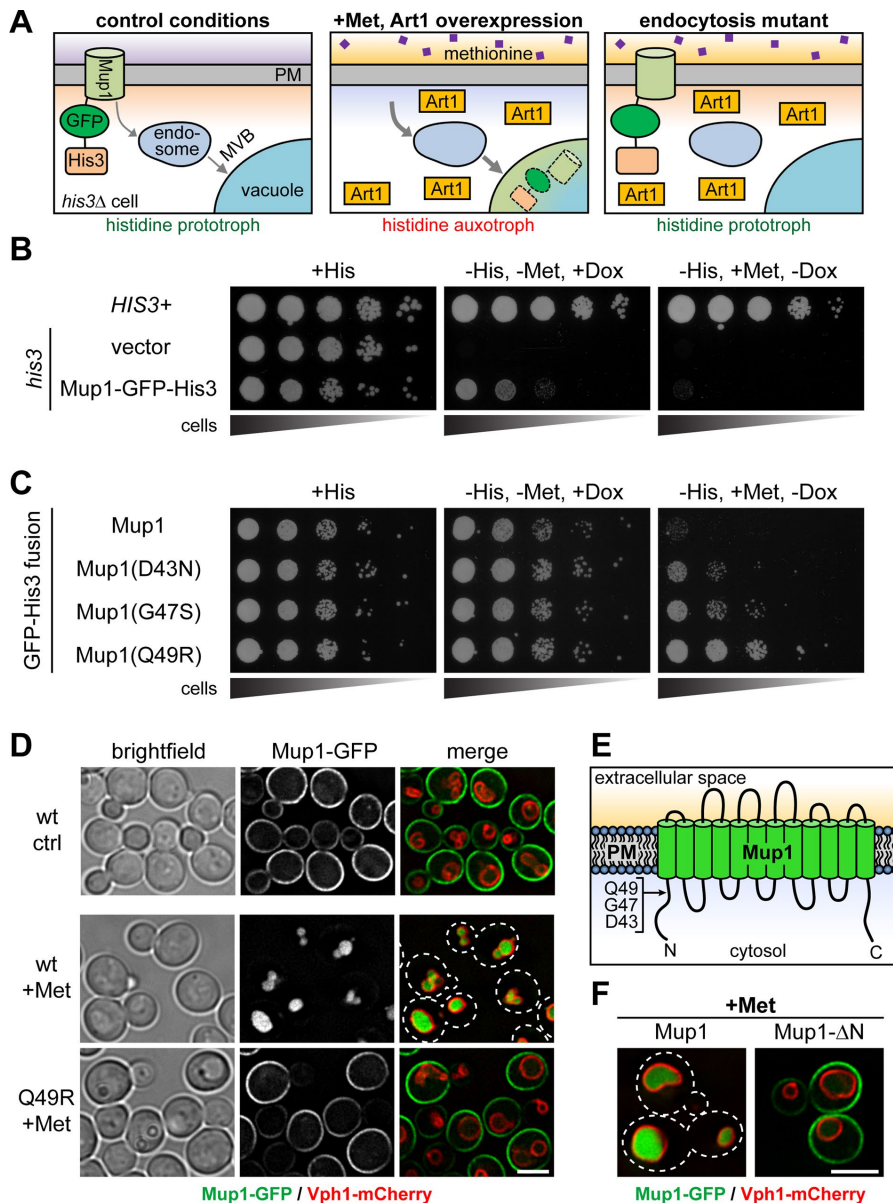 A
control conditions
+Met, Art1 overexpression
endocytosis mutant
Mup1
PM
GFP
His3
endo-
some
MVB
vacuole
his3Δ cell
histidine prototroph
methionine
Art1
Art1
Art1
Art1
histidine auxotroph
Art1
Art1
Art1
Art1
histidine prototroph
B
+His
-His, -Met, +Dox
-His, +Met, -Dox
HIS3+
his3
vector
Mup1-GFP-His3
cells
C
+His
-His, -Met, +Dox
-His, +Met, -Dox
GFP-His3 fusion
Mup1
Mup1(D43N)
Mup1(G47S)
Mup1(Q49R)
cells
D
brightfield
Mup1-GFP
merge
wt
ctrl
wt
+Met
Q49R
+Met
Mup1-GFP / Vph1-mCherry
E
extracellular space
PM
Mup1
Q49
G47
D43
N
cytosol
C
F
+Met
Mup1
Mup1-ΔN
Mup1-GFP / Vph1-mCherry